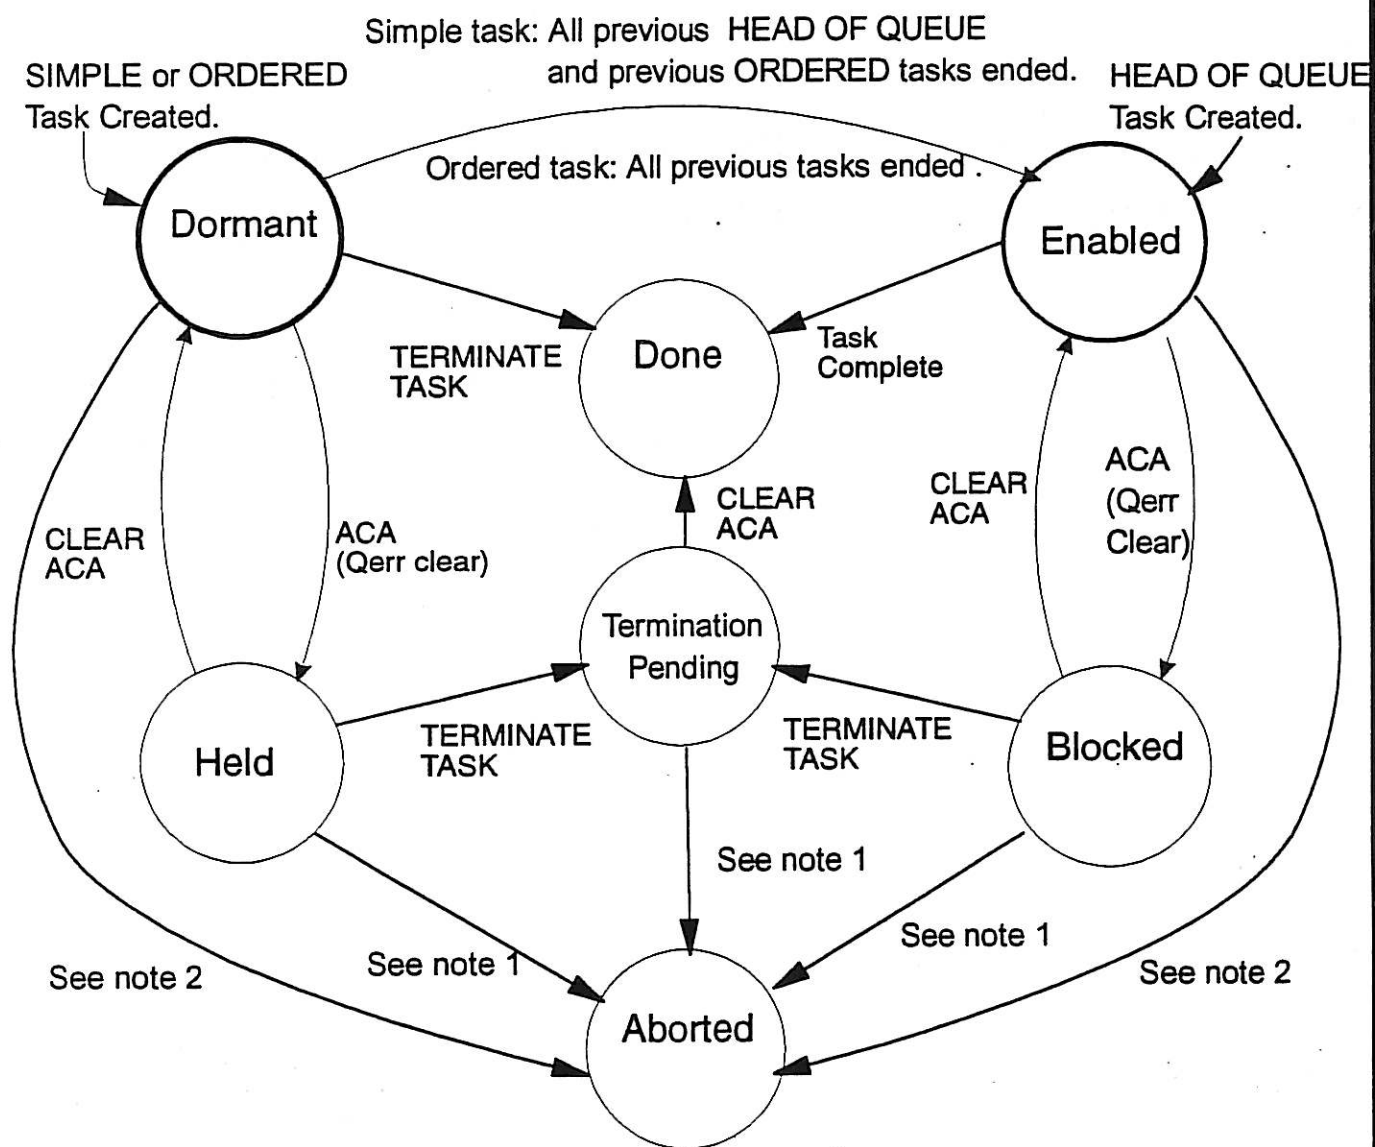 Simple task: All previous HEAD OF QUEUE
and previous ORDERED tasks ended.
SIMPLE or ORDERED
Task Created.
HEAD OF QUEUE
Task Created.
Ordered task: All previous tasks ended .
Dormant
Enabled
Done
TERMINATE
TASK
Task
Complete
CLEAR
ACA
ACA
(Qerr clear)
CLEAR
ACA
CLEAR
ACA
ACA
(Qerr
Clear)
Termination
Pending
Held
TERMINATE
TASK
TERMINATE
TASK
Blocked
See note 1
See note 2
See note 1
See note 1
See note 2
Aborted